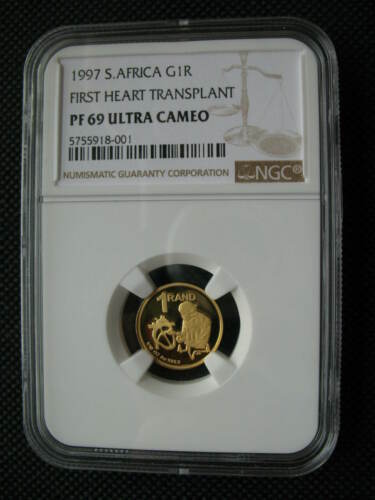 1997 S.AFRICA G1R
FIRST HEART TRANSPLANT
PF 69 ULTRA CAMEO
5755918-001
NUMISMATIC GUARANTY CORPORATION
NGC®
1 RAND